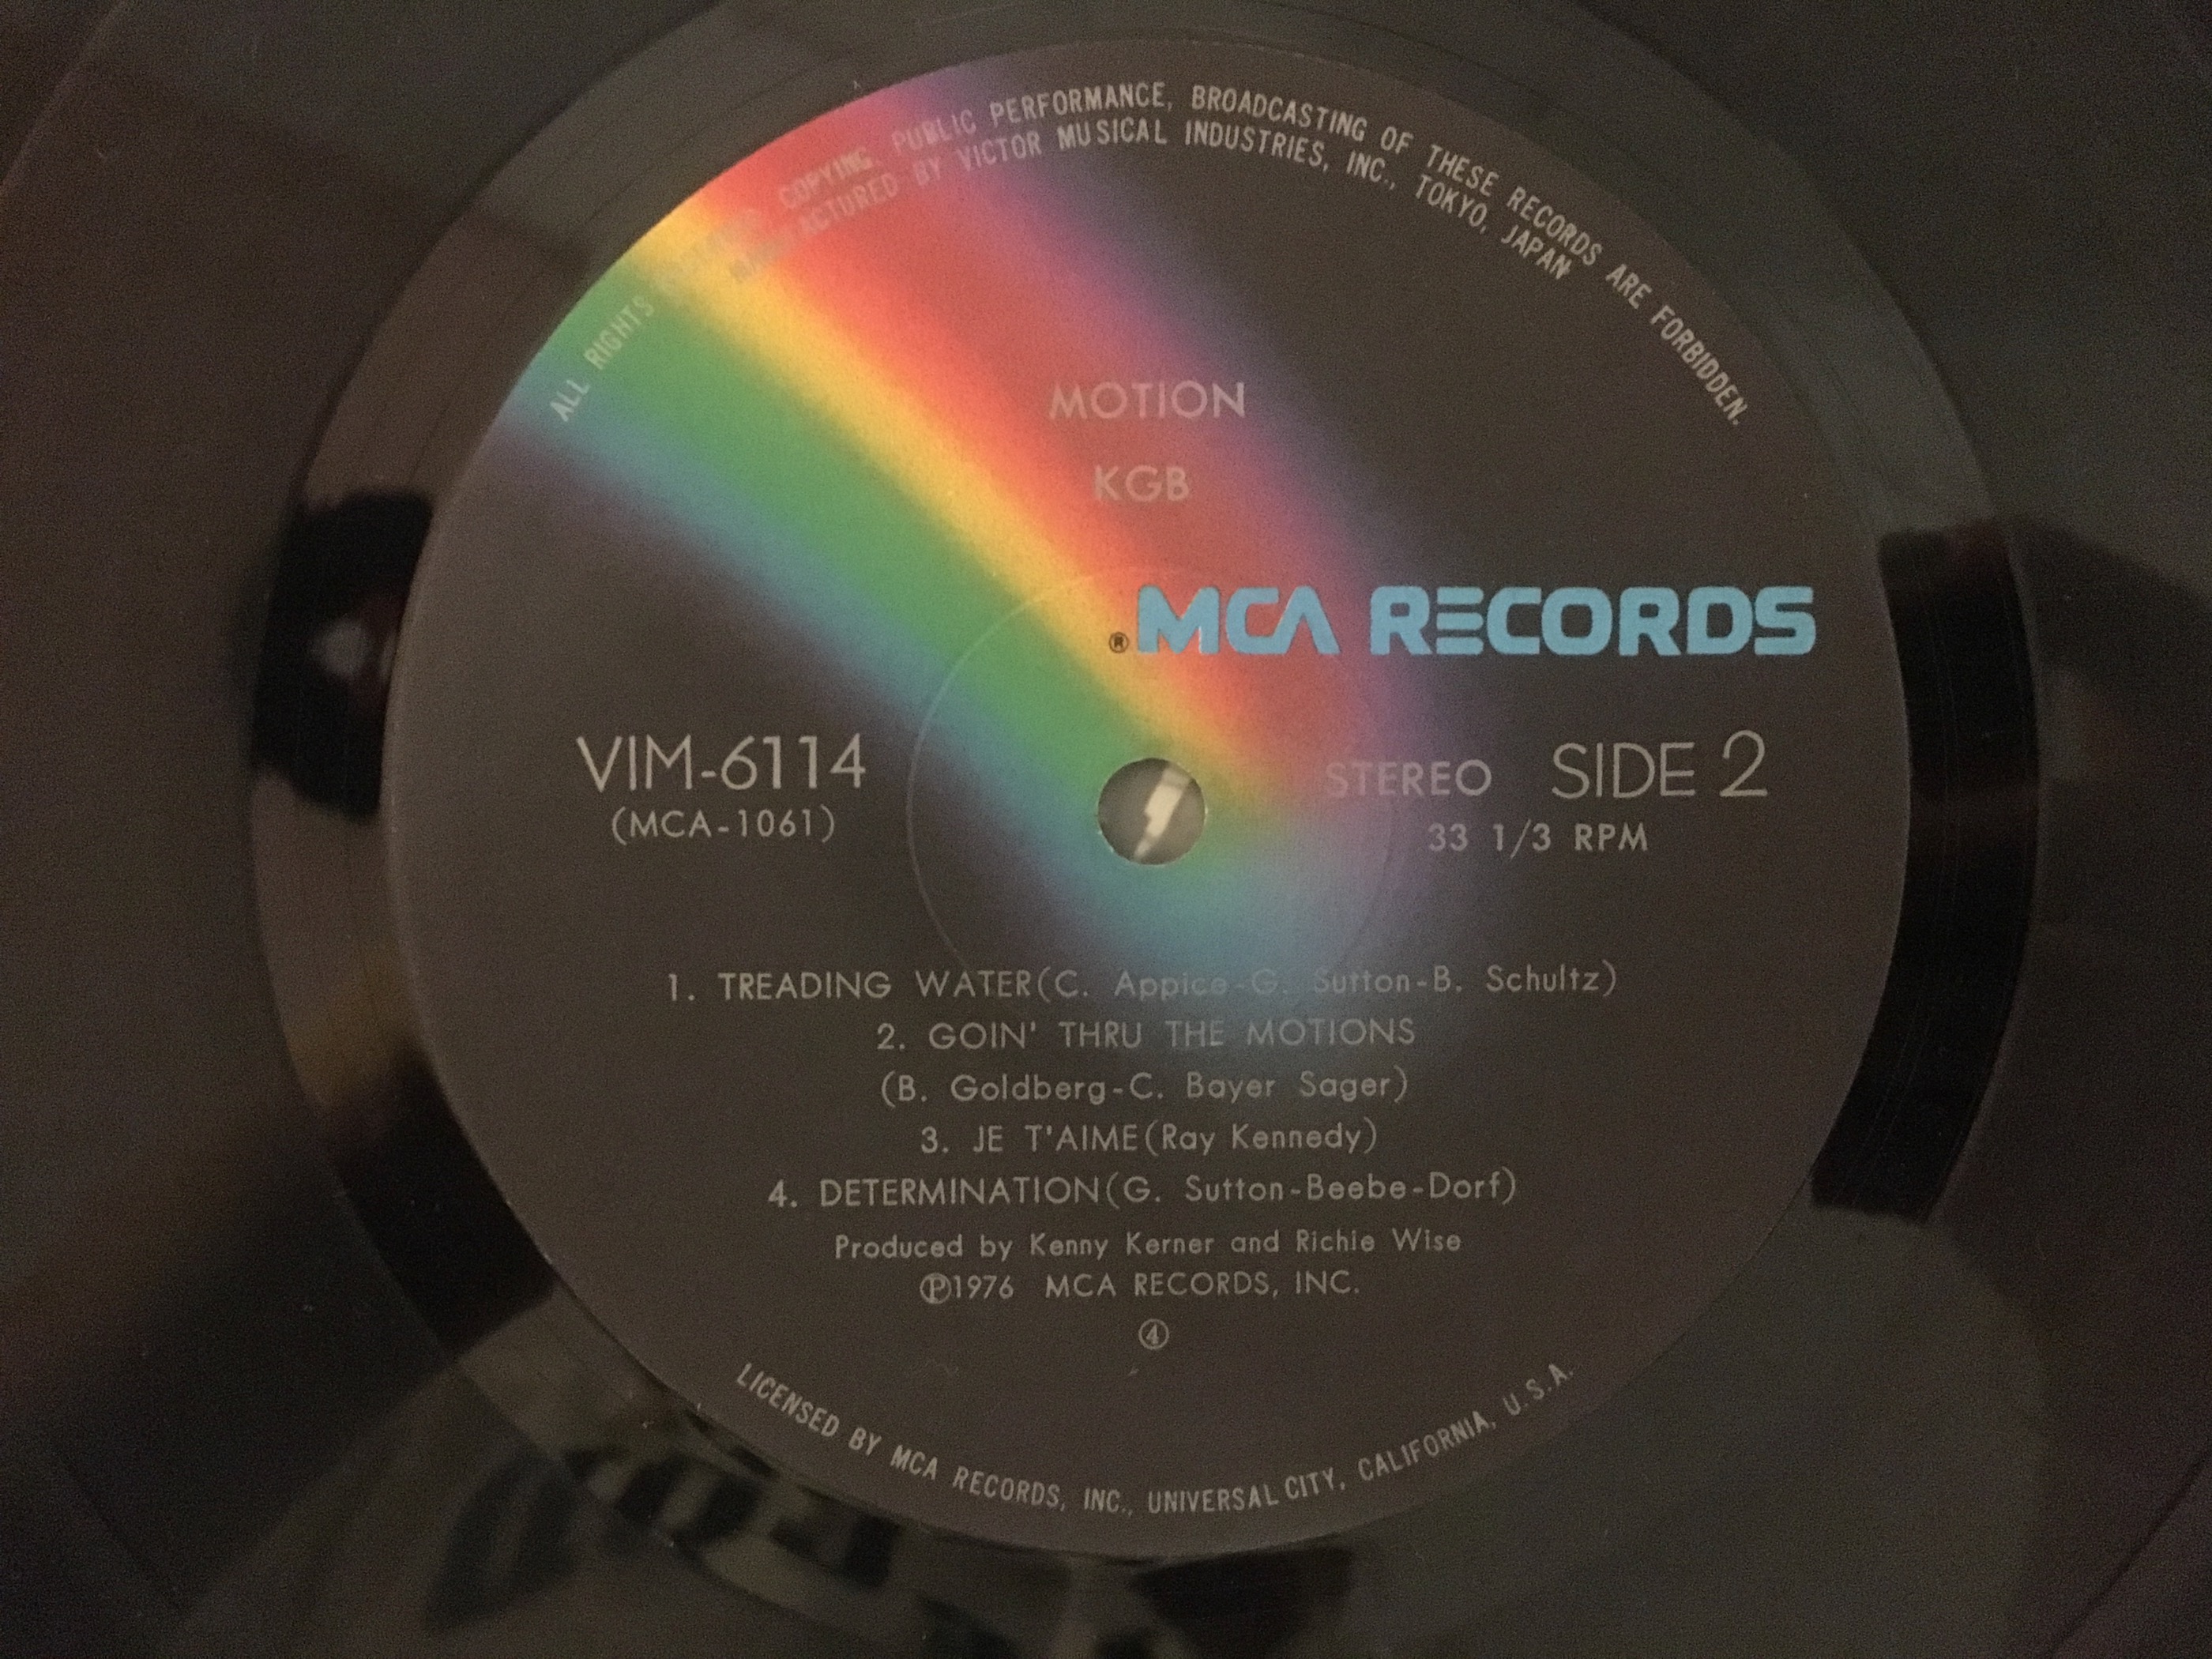 ALL RIGHTS COPYING, PUBLIC PERFORMANCE, BROADCASTING OF THESE RECORDS ARE FORBIDDEN.
MANUFACTURED BY VICTOR MUSICAL INDUSTRIES, INC., TOKYO, JAPAN
MOTION
KGB
® MCA RECORDS
VIM-6114
(MCA-1061)
STEREO SIDE 2
33 1/3 RPM
1. TREADING WATER(C. Appice-G. Sutton-B. Schultz)
2. GOIN' THRU THE MOTIONS
(B. Goldberg-C. Bayer Sager)
3. JE T'AIME(Ray Kennedy)
4. DETERMINATION(G. Sutton-Beebe-Dorf)
Produced by Kenny Kerner and Richie Wise
℗1976 MCA RECORDS, INC.
④
LICENSED BY MCA RECORDS, INC., UNIVERSAL CITY, CALIFORNIA, U.S.A.